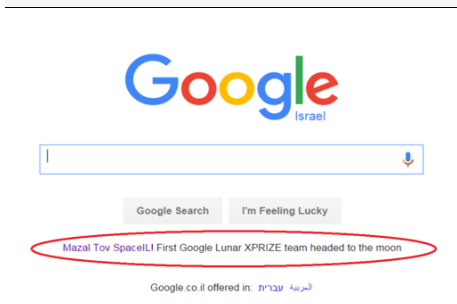 Google
Israel
Google Search I'm Feeling Lucky
Mazal Tov SpaceIL! First Google Lunar XPRIZE team headed to the moon
Google.co.il offered in: עברית العربية